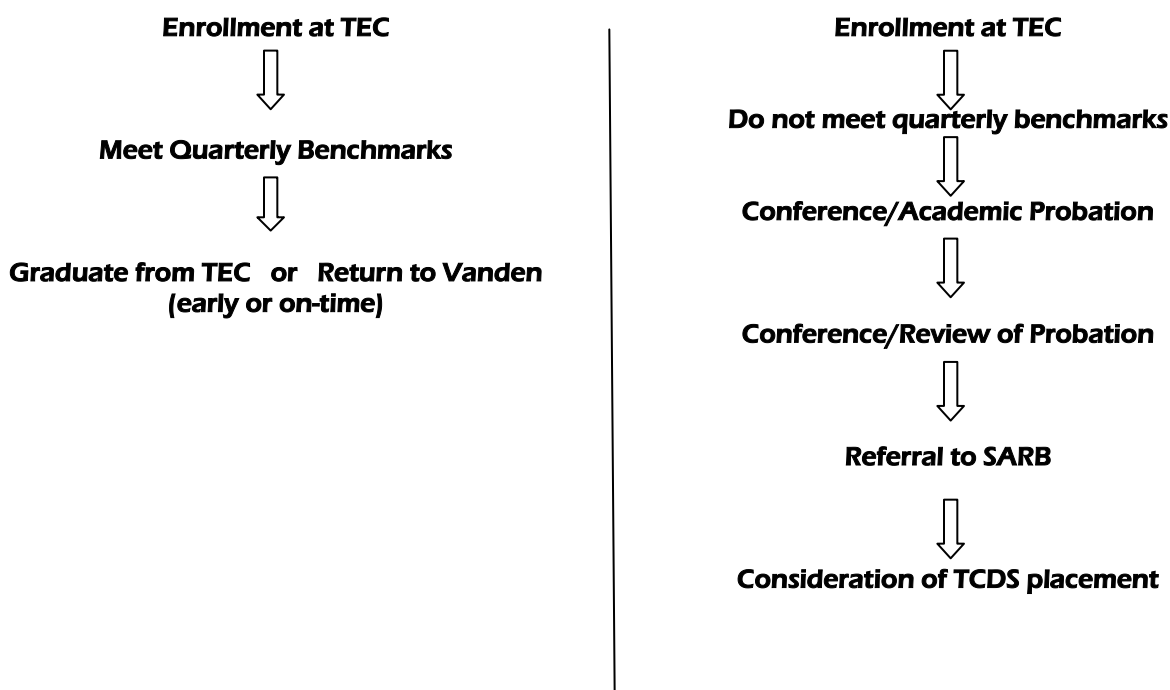 Enrollment at TEC
Meet Quarterly Benchmarks
Graduate from TEC or Return to Vanden
(early or on-time)
Enrollment at TEC
Do not meet quarterly benchmarks
Conference/Academic Probation
Conference/Review of Probation
Referral to SARB
Consideration of TCDS placement